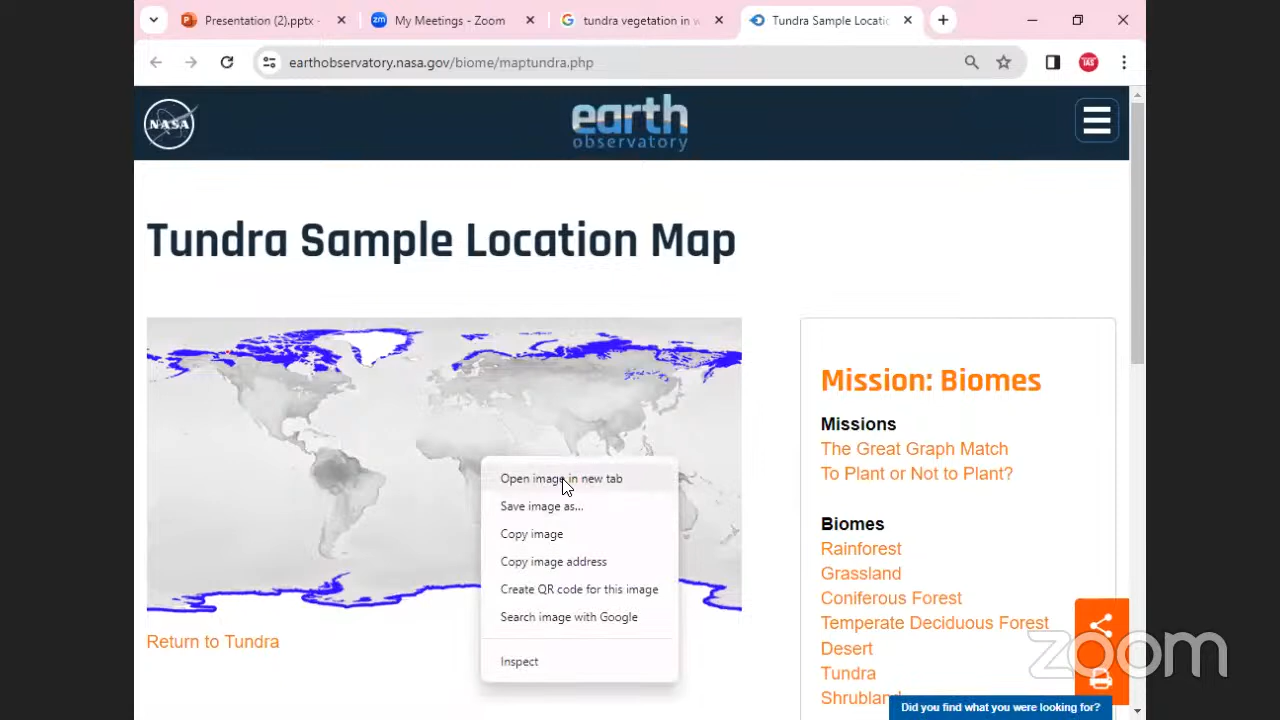 Presentation (2).pptx -
My Meetings - Zoom
tundra vegetation in w
Tundra Sample Locatio
earthobservatory.nasa.gov/biome/maptundra.php
TAS
NASA
earth
observatory
Tundra Sample Location Map
Open image in new tab
Save image as...
Copy image
Copy image address
Create QR code for this image
Search image with Google
Inspect
Return to Tundra
Mission: Biomes
Missions
The Great Graph Match
To Plant or Not to Plant?
Biomes
Rainforest
Grassland
Coniferous Forest
Temperate Deciduous Forest
Desert
Tundra
Shrubland
Did you find what you were looking for?
zoom